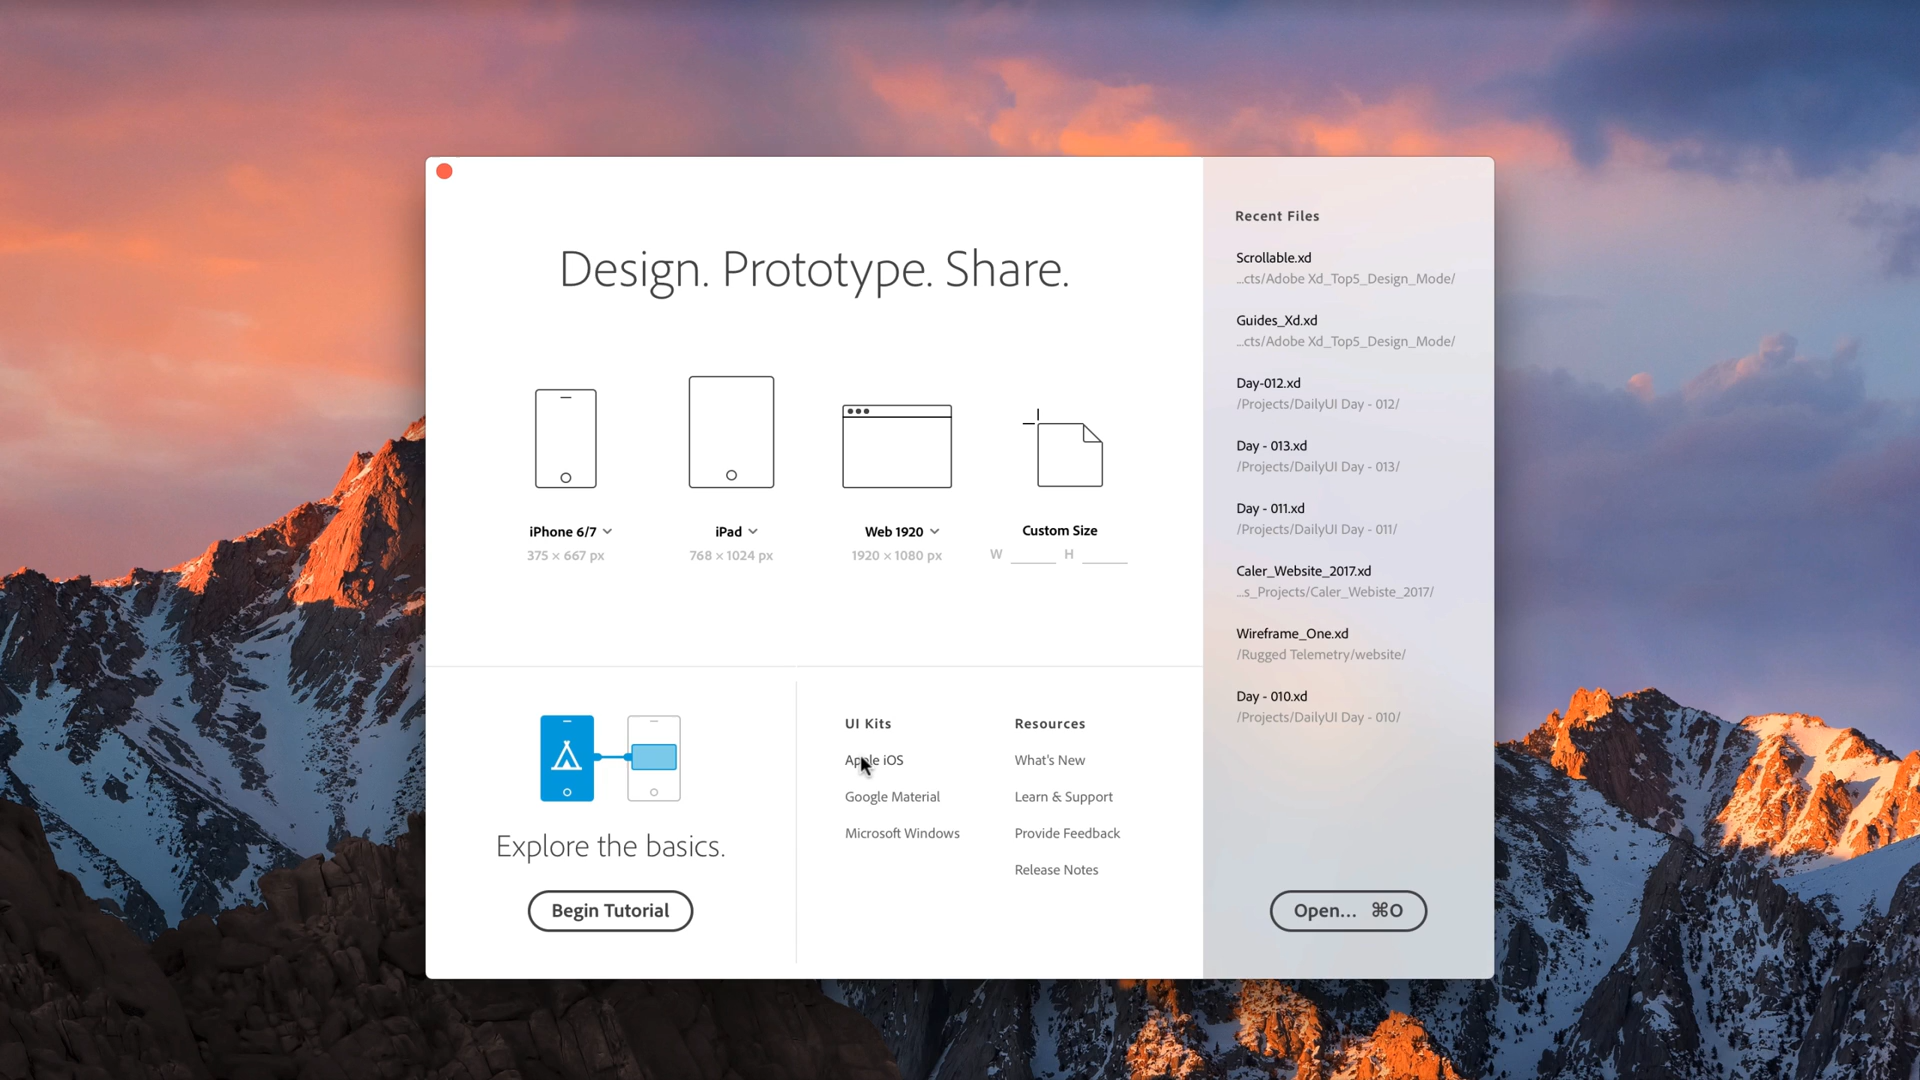 Design. Prototype. Share.
iPhone 6/7
375 × 667 px
iPad
768 × 1024 px
Web 1920
1920 × 1080 px
Custom Size
W H
Explore the basics.
Begin Tutorial
UI Kits
Apple iOS
Google Material
Microsoft Windows
Resources
What's New
Learn & Support
Provide Feedback
Release Notes
Recent Files
Scrollable.xd
...cts/Adobe Xd_Top5_Design_Mode/
Guides_Xd.xd
...cts/Adobe Xd_Top5_Design_Mode/
Day-012.xd
/Projects/DailyUI Day - 012/
Day - 013.xd
/Projects/DailyUI Day - 013/
Day - 011.xd
/Projects/DailyUI Day - 011/
Caler_Website_2017.xd
...s_Projects/Caler_Webiste_2017/
Wireframe_One.xd
/Rugged Telemetry/website/
Day - 010.xd
/Projects/DailyUI Day - 010/
Open... ⌘O